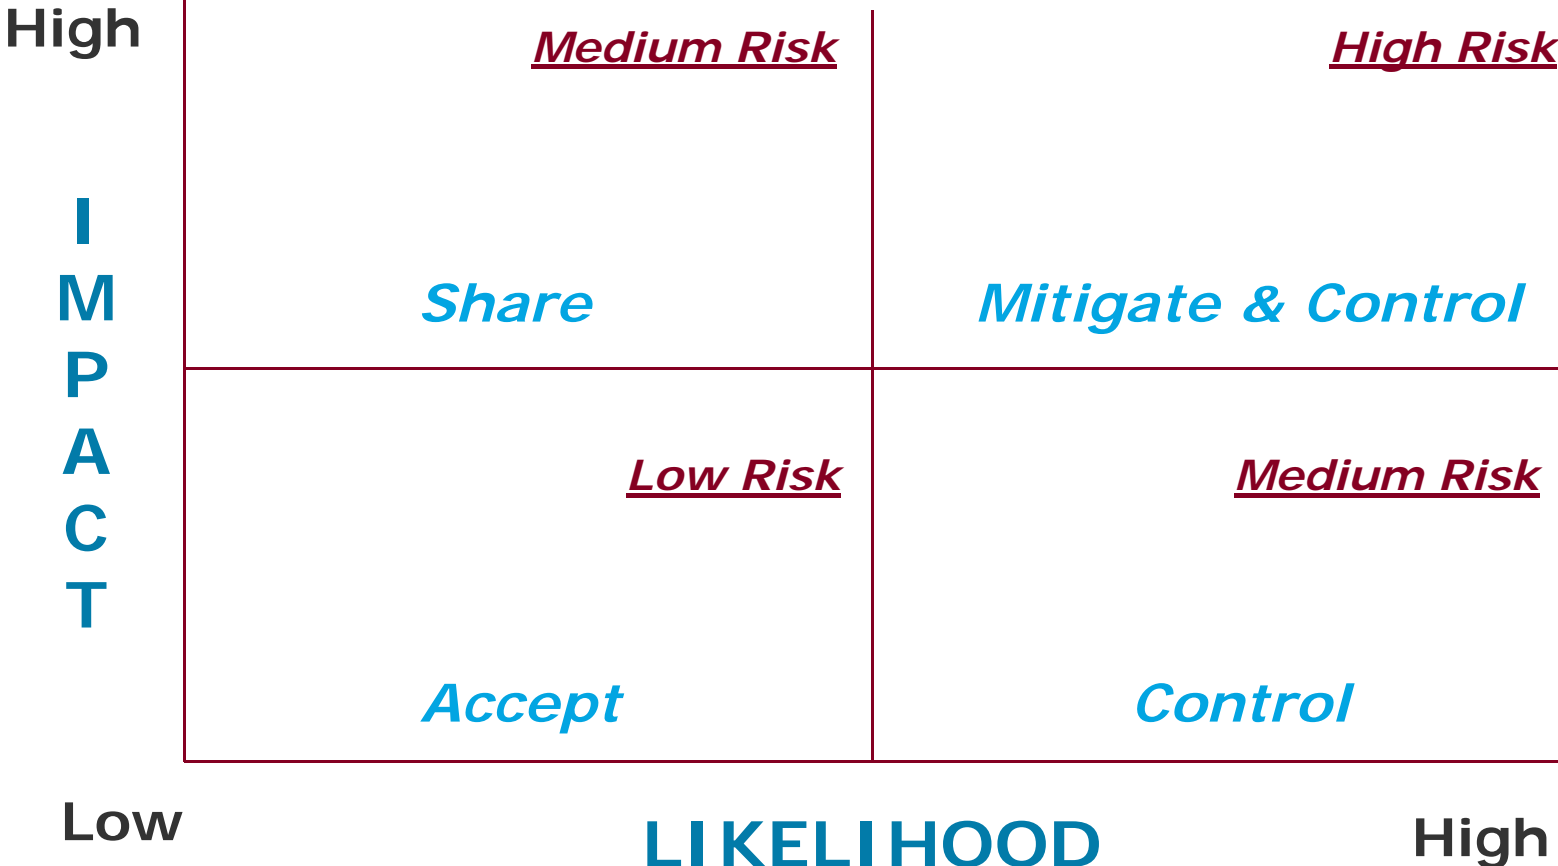 High
Medium Risk
High Risk
I
M
P
A
C
T
Share
Mitigate & Control
Low Risk
Medium Risk
Accept
Control
Low
LIKELIHOOD
High